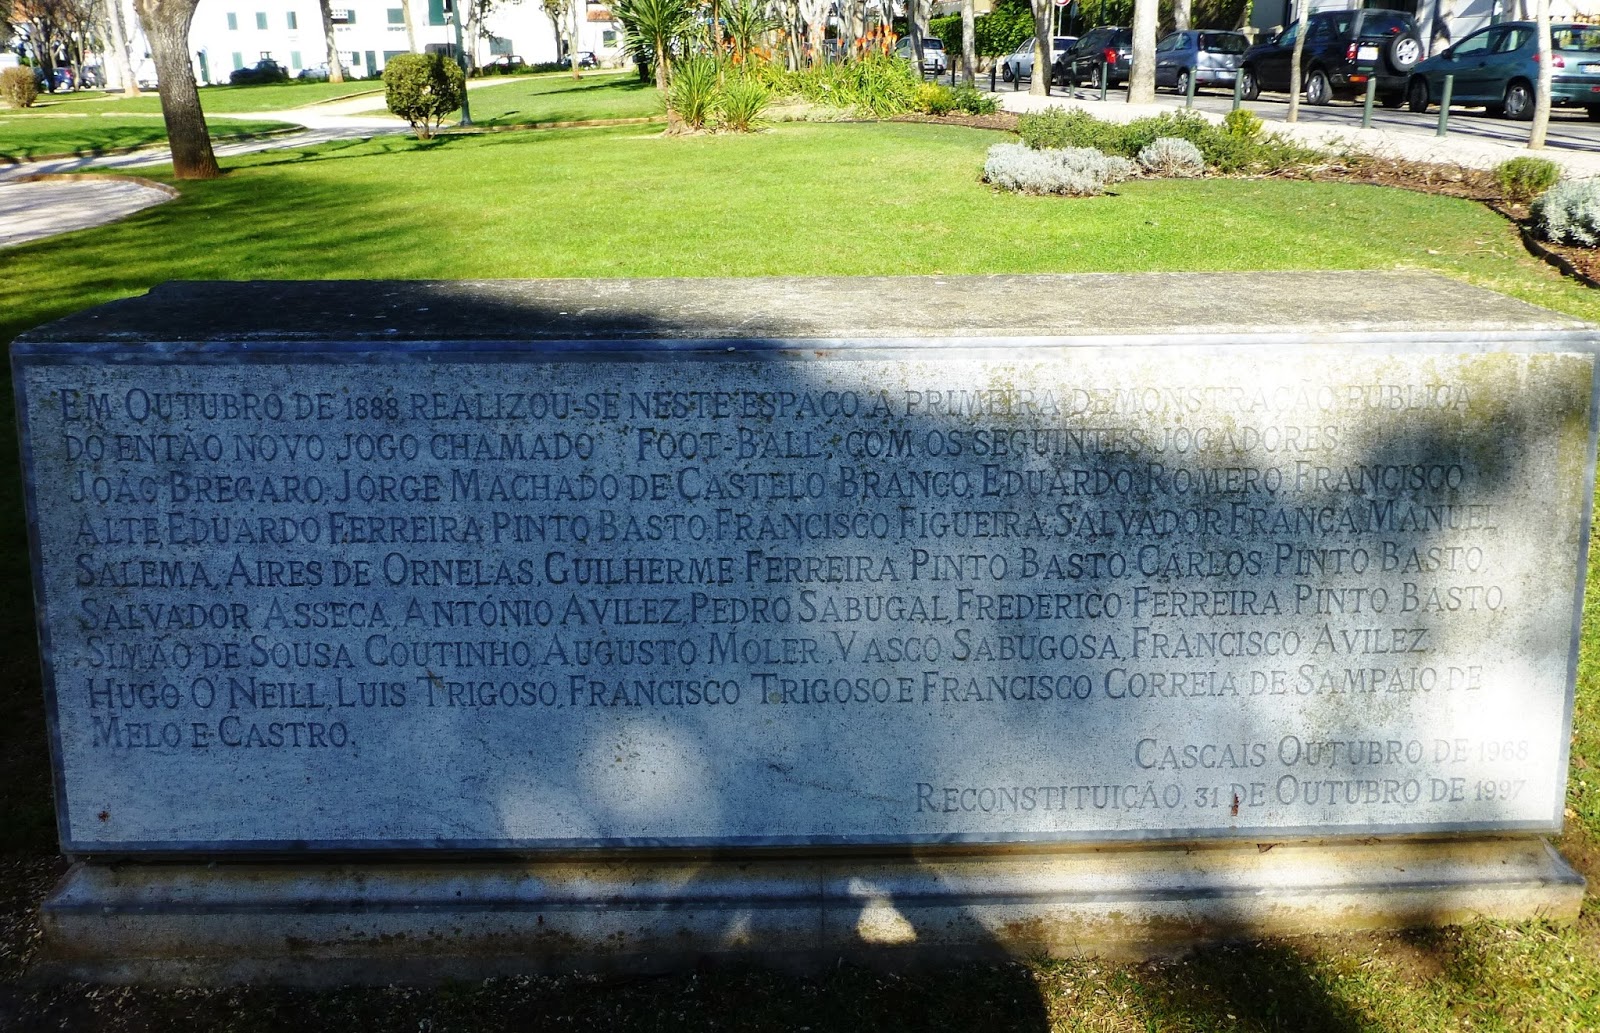 EM OUTUBRO DE 1888, REALIZOU-SE NESTE ESPAÇO, A PRIMEIRA DEMONSTRAÇÃO PÚBLICA
DO ENTÃO NOVO JOGO CHAMADO "FOOT-BALL", COM OS SEGUINTES JOGADORES:
JOÃO BREGARO, JORGE MACHADO DE CASTELO BRANCO, EDUARDO ROMERO, FRANCISCO
ALTE, EDUARDO FERREIRA PINTO BASTO, FRANCISCO FIGUEIRA, SALVADOR FRANÇA, MANUEL
SALEMA, AIRES DE ORNELAS, GUILHERME FERREIRA PINTO BASTO, CARLOS PINTO BASTO,
SALVADOR ASSECA, ANTÓNIO AVILEZ, PEDRO SABUGAL, FREDERICO FERREIRA PINTO BASTO,
SIMÃO DE SOUSA COUTINHO, AUGUSTO MOLER, VASCO SABUGOSA, FRANCISCO AVILEZ,
HUGO O'NEILL, LUIS TRIGOSO, FRANCISCO TRIGOSO E FRANCISCO CORREIA DE SAMPAIO DE
MELO E CASTRO.
CASCAIS OUTUBRO DE 1968
RECONSTITUIÇÃO, 31 DE OUTUBRO DE 1997